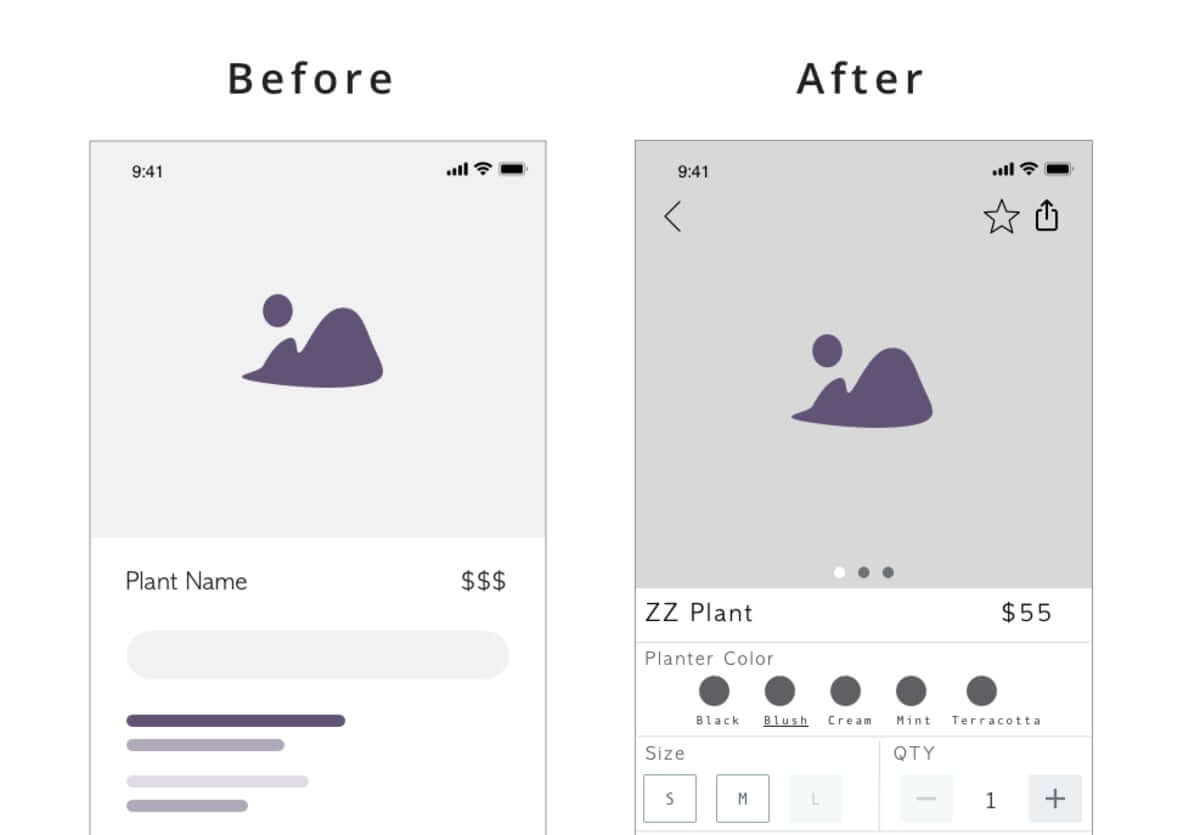 Before
After
9:41
Plant Name $$$
9:41
ZZ Plant $55
Planter Color
Black Blush Cream Mint Terracotta
Size QTY
S M L 1